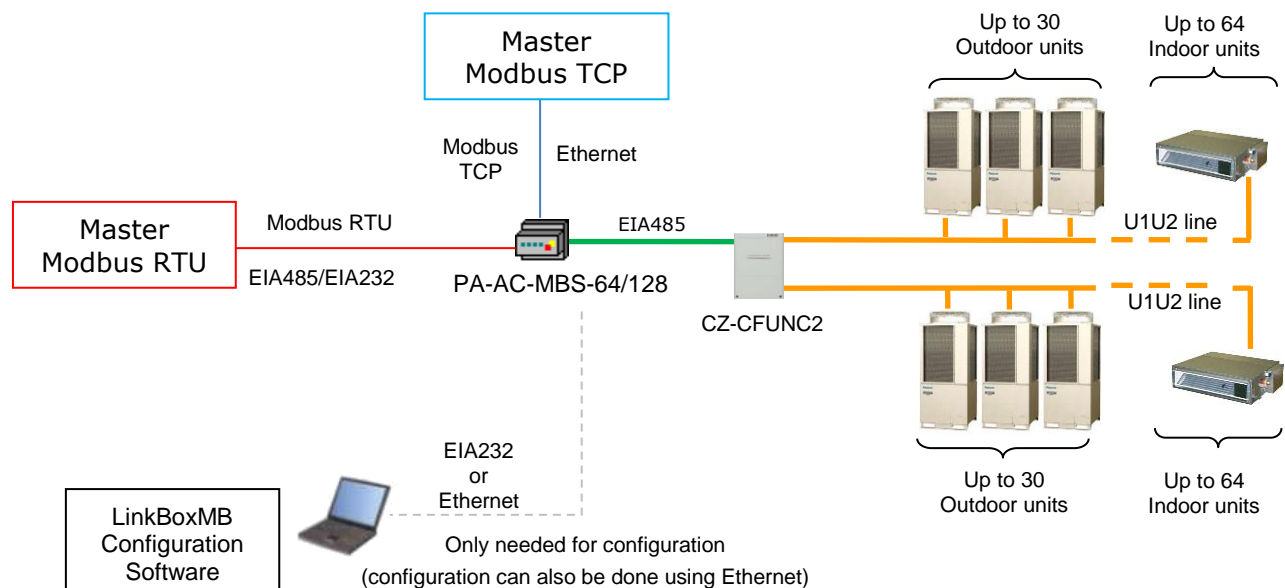 Master
Modbus TCP
Up to 30
Outdoor units
Up to 64
Indoor units
Modbus
TCP
Ethernet
Master
Modbus RTU
Modbus RTU
EIA485/EIA232
PA-AC-MBS-64/128
EIA485
CZ-CFUNC2
U1U2 line
U1U2 line
Up to 30
Outdoor units
Up to 64
Indoor units
EIA232
or
Ethernet
LinkBoxMB
Configuration
Software
Only needed for configuration
(configuration can also be done using Ethernet)